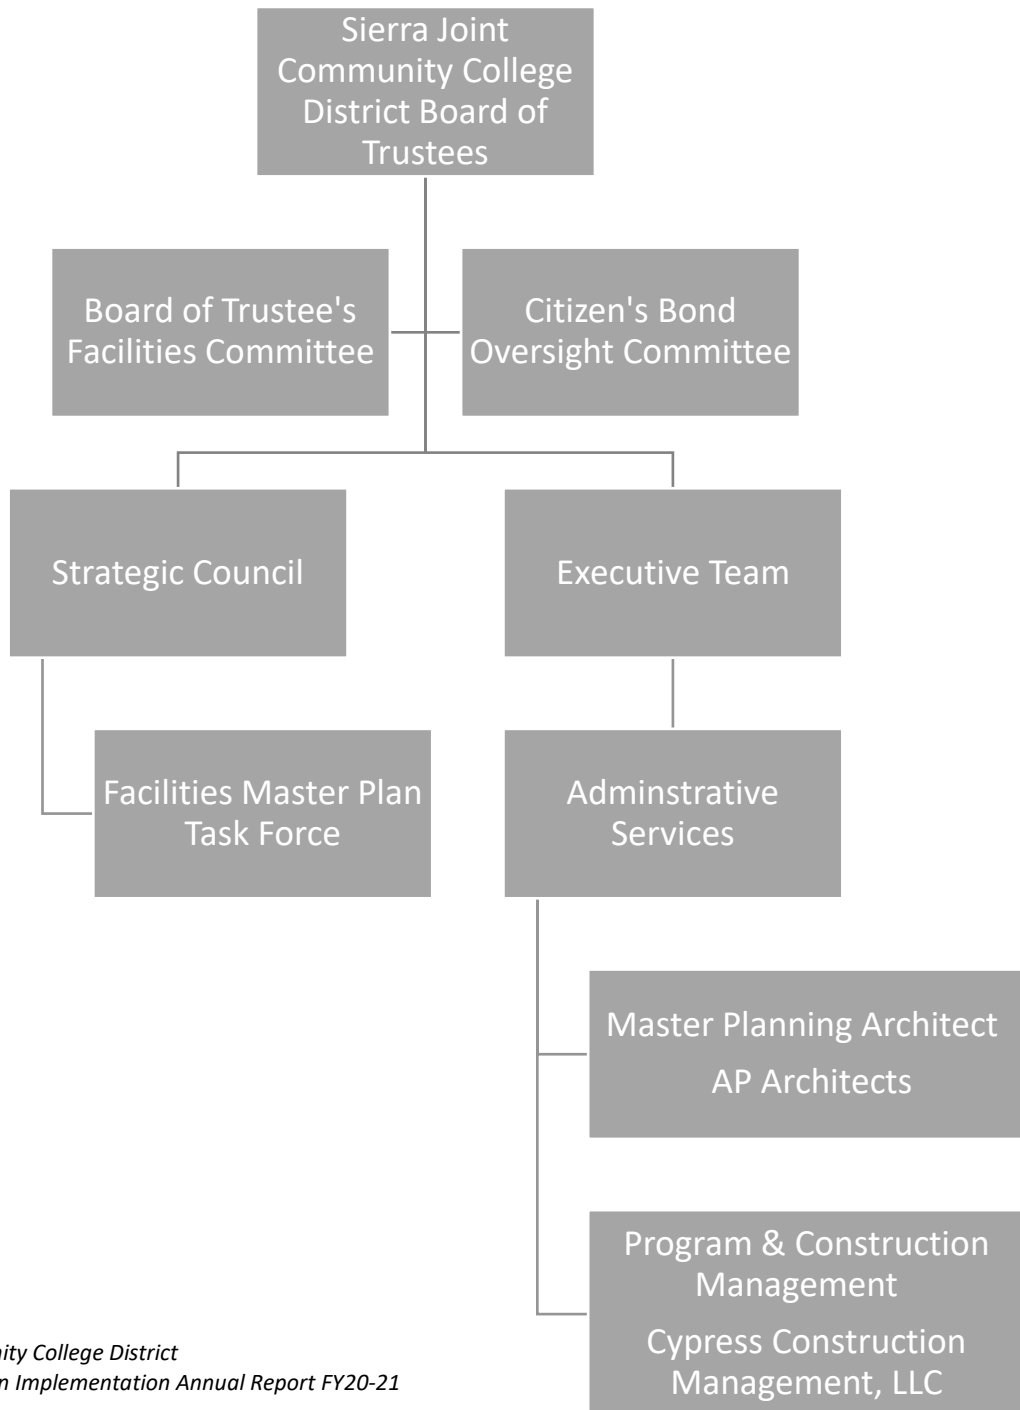 Sierra Joint
Community College
District Board of
Trustees
Board of Trustee's
Facilities Committee
Citizen's Bond
Oversight Committee
Strategic Council
Executive Team
Facilities Master Plan
Task Force
Adminstrative
Services
Master Planning Architect
AP Architects
Program & Construction
Management
Cypress Construction
Management, LLC
College District
Implementation Annual Report FY20-21